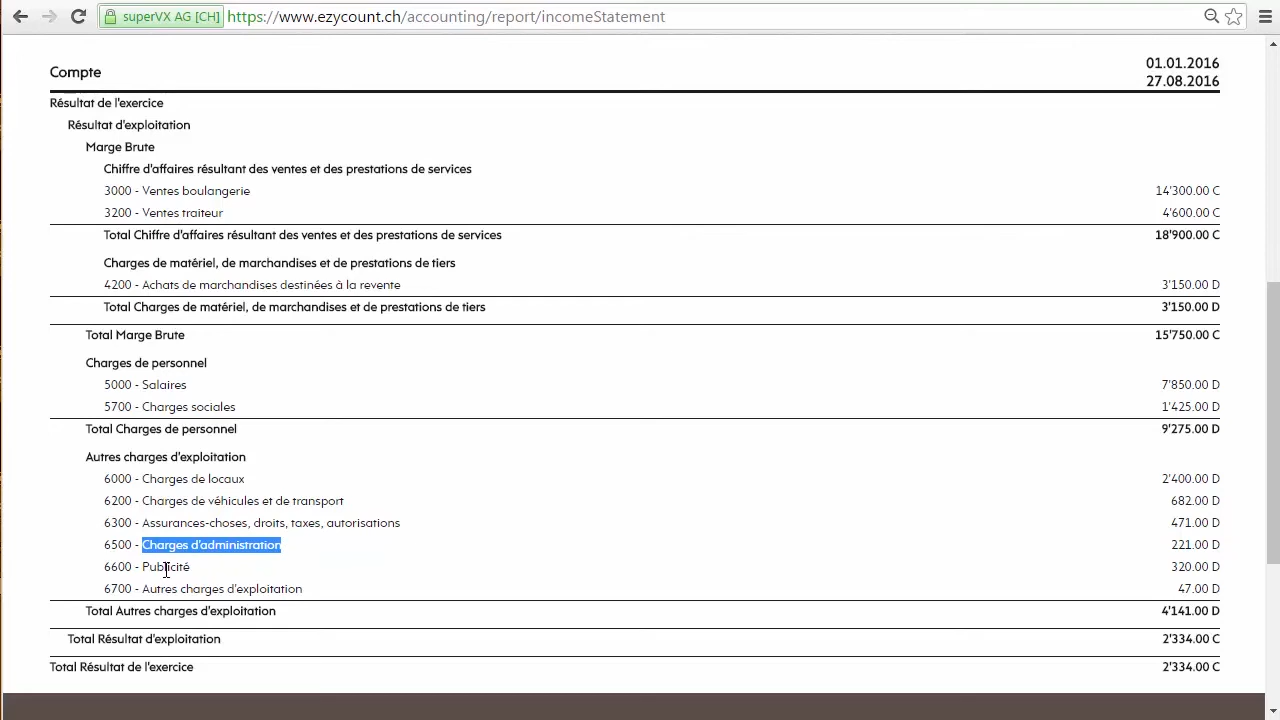 superVX AG [CH] https://www.ezycount.ch/accounting/report/incomeStatement
Compte 01.01.2016
27.08.2016
Résultat de l'exercice
Résultat d'exploitation
Marge Brute
Chiffre d'affaires résultant des ventes et des prestations de services
3000 - Ventes boulangerie 14'300.00 C
3200 - Ventes traiteur 4'600.00 C
Total Chiffre d'affaires résultant des ventes et des prestations de services 18'900.00 C
Charges de matériel, de marchandises et de prestations de tiers
4200 - Achats de marchandises destinées à la revente 3'150.00 D
Total Charges de matériel, de marchandises et de prestations de tiers 3'150.00 D
Total Marge Brute 15'750.00 C
Charges de personnel
5000 - Salaires 7'850.00 D
5700 - Charges sociales 1'425.00 D
Total Charges de personnel 9'275.00 D
Autres charges d'exploitation
6000 - Charges de locaux 2'400.00 D
6200 - Charges de véhicules et de transport 682.00 D
6300 - Assurances-choses, droits, taxes, autorisations 471.00 D
6500 - Charges d'administration 221.00 D
6600 - Publicité 320.00 D
6700 - Autres charges d'exploitation 47.00 D
Total Autres charges d'exploitation 4'141.00 D
Total Résultat d'exploitation 2'334.00 C
Total Résultat de l'exercice 2'334.00 C